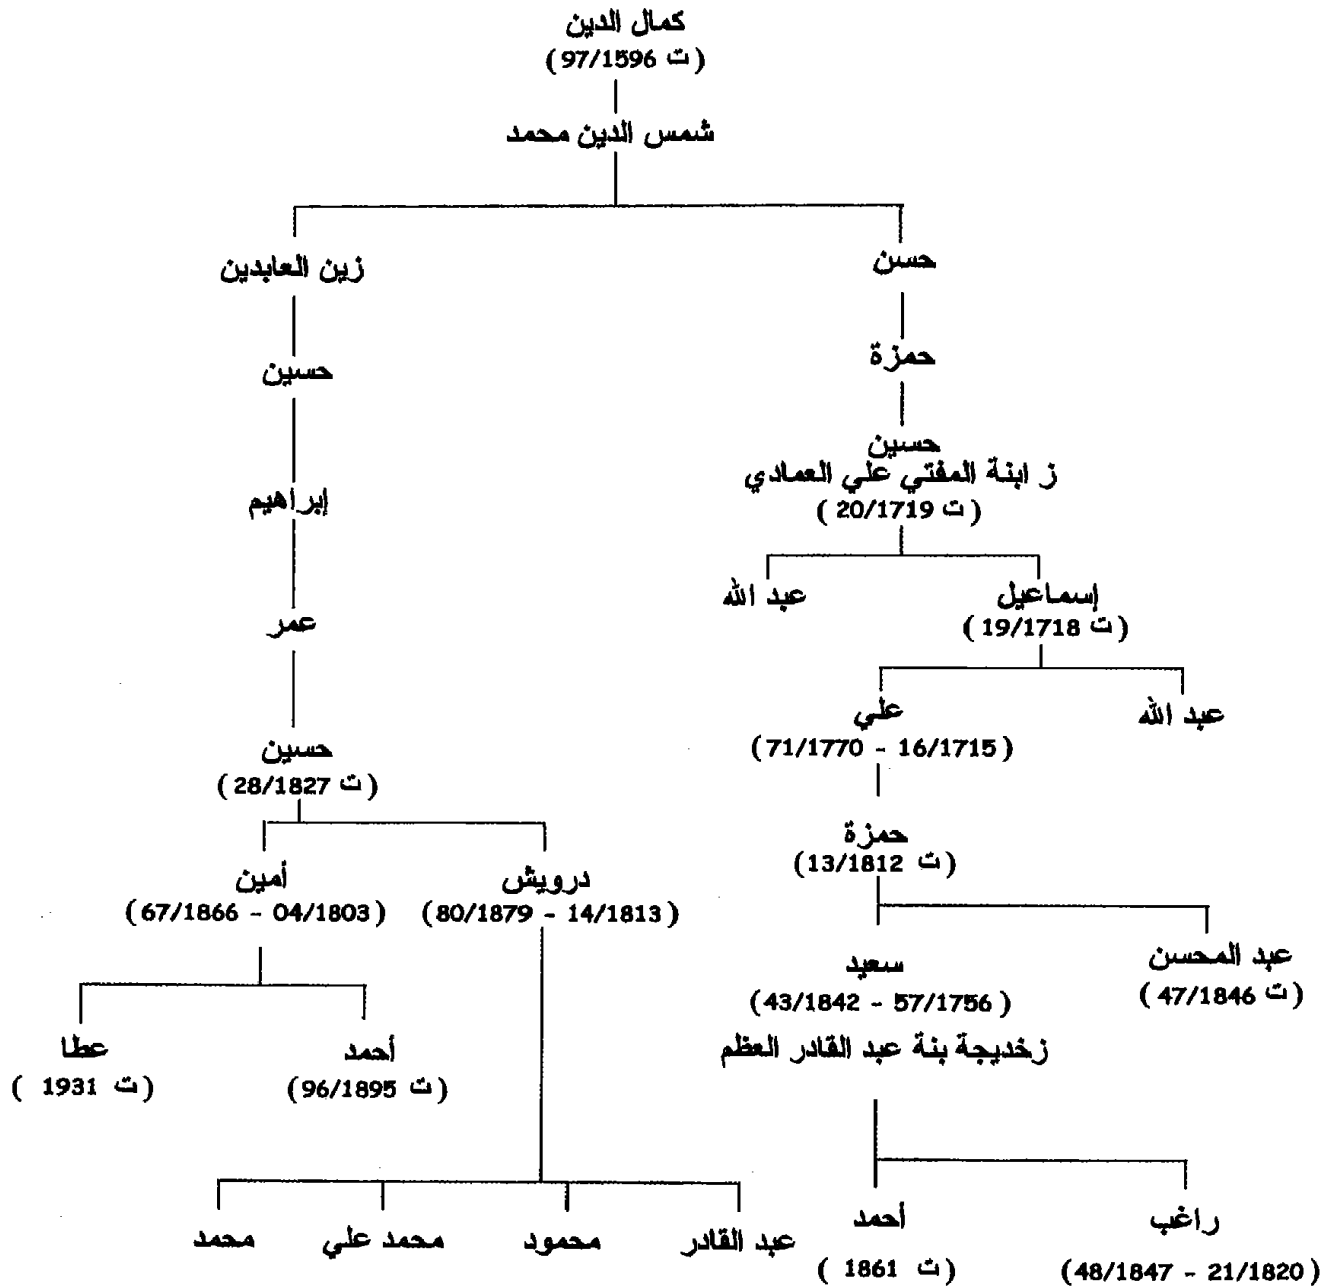 كمال الدين
(ت 97/1596)
شمس الدين محمد
حسن
زين العابدين
حمزة
حسين
حسين
ز ابنة المفتي علي العمادي
(ت 20/1719)
إبراهيم
إسماعيل
(ت 19/1718)
عبد الله
عمر
عبد الله
علي
(71/1770 - 16/1715)
حسين
(ت 28/1827)
حمزة
(ت 13/1812)
درويش
(80/1879 - 14/1813)
أمين
(67/1866 - 04/1803)
عبد المحسن
(ت 47/1846)
سعيد
(43/1842 - 57/1756)
ز خديجة بنة عبد القادر العظم
أحمد
(ت 96/1895)
عطا
(ت 1931)
راغب
(48/1847 - 21/1820)
أحمد
(ت 1861)
عبد القادر
محمود
محمد علي
محمد